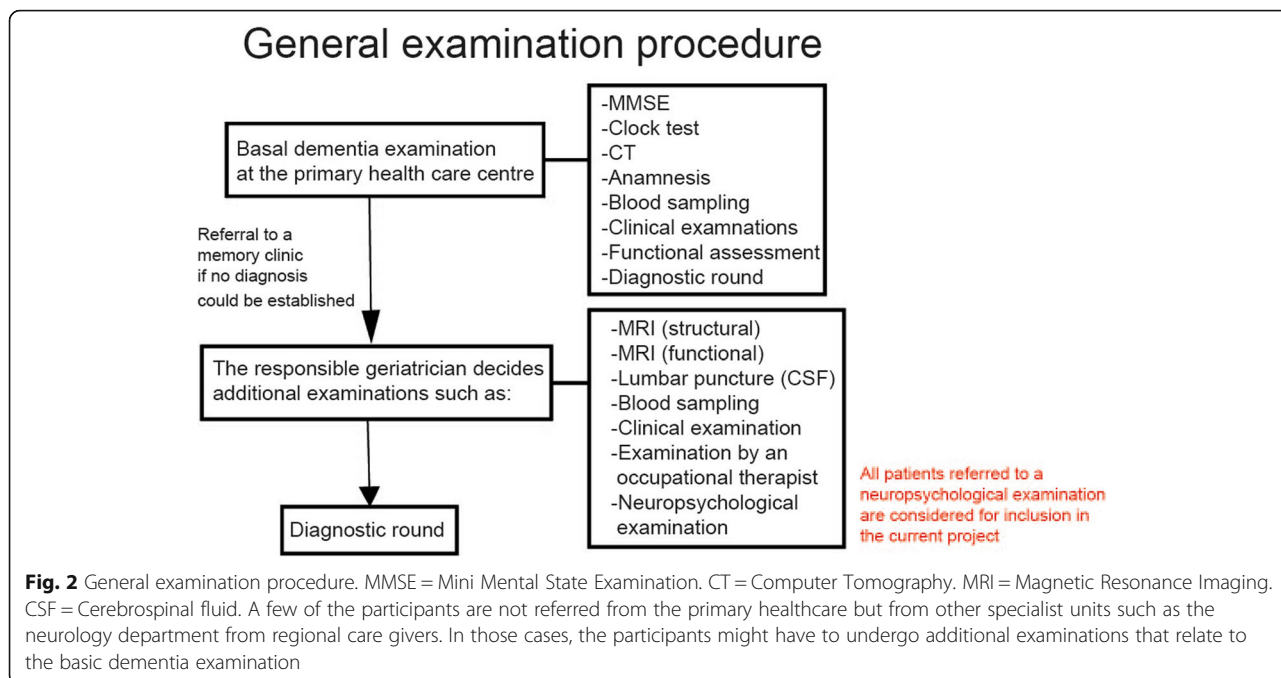 General examination procedure
Basal dementia examination
at the primary health care centre
-MMSE
-Clock test
-CT
-Anamnesis
-Blood sampling
-Clinical examnations
-Functional assessment
-Diagnostic round
Referral to a
memory clinic
if no diagnosis
could be established
The responsible geriatrician decides
additional examinations such as:
-MRI (structural)
-MRI (functional)
-Lumbar puncture (CSF)
-Blood sampling
-Clinical examination
-Examination by an
occupational therapist
-Neuropsychological
examination
All patients referred to a
neuropsychological examination
are considered for inclusion in
the current project
Diagnostic round
Fig. 2 General examination procedure. MMSE = Mini Mental State Examination. CT = Computer Tomography. MRI = Magnetic Resonance Imaging.
CSF = Cerebrospinal fluid. A few of the participants are not referred from the primary healthcare but from other specialist units such as the
neurology department from regional care givers. In those cases, the participants might have to undergo additional examinations that relate to
the basic dementia examination